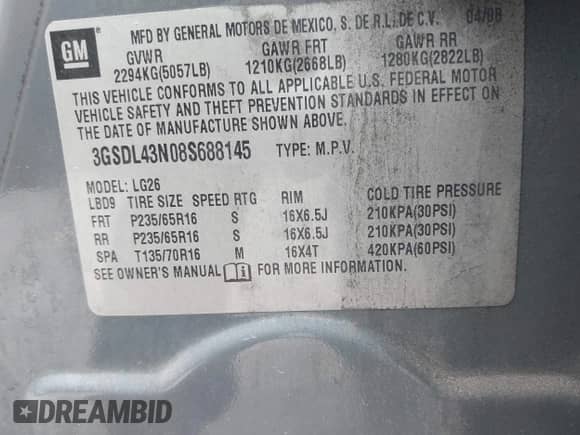 GM
MFD BY GENERAL MOTORS DE MEXICO, S. DE R.L. DE C.V. 04/08
GVWR GAWR FRT GAWR RR
2294KG(5057LB) 1210KG(2668LB) 1280KG(2822LB)
THIS VEHICLE CONFORMS TO ALL APPLICABLE U.S. FEDERAL MOTOR
VEHICLE SAFETY AND THEFT PREVENTION STANDARDS IN EFFECT ON
THE DATE OF MANUFACTURE SHOWN ABOVE.
3GSDL43N08S688145 TYPE: M.P.V.
MODEL: LG26
LBD9 TIRE SIZE SPEED RTG RIM COLD TIRE PRESSURE
FRT P235/65R16 S 16X6.5J 210KPA(30PSI)
RR P235/65R16 S 16X6.5J 210KPA(30PSI)
SPA T135/70R16 M 16X4T 420KPA(60PSI)
SEE OWNER'S MANUAL FOR MORE INFORMATION.
DREAMBID